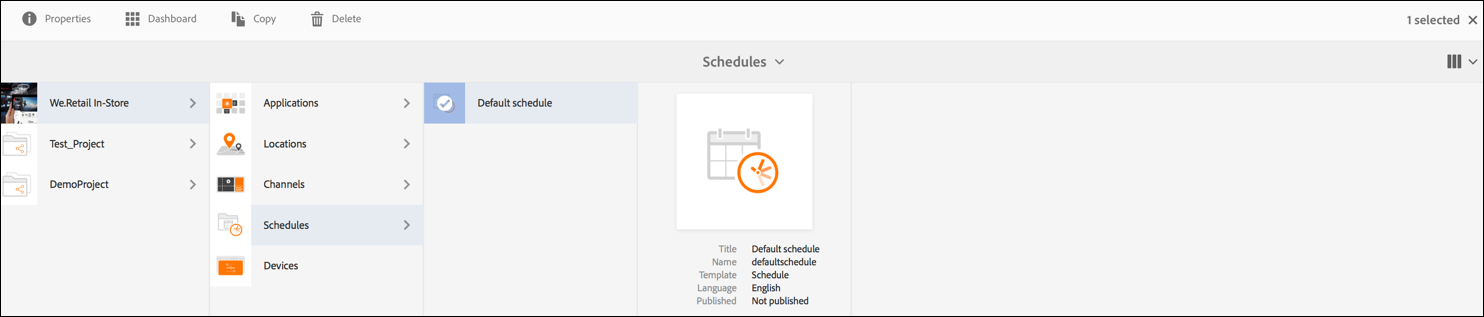 Properties Dashboard Copy Delete 1 selected
Schedules
We.Retail In-Store
Test_Project
DemoProject
Applications
Locations
Channels
Schedules
Devices
Default schedule
Title Default schedule
Name defaultschedule
Template Schedule
Language English
Published Not published